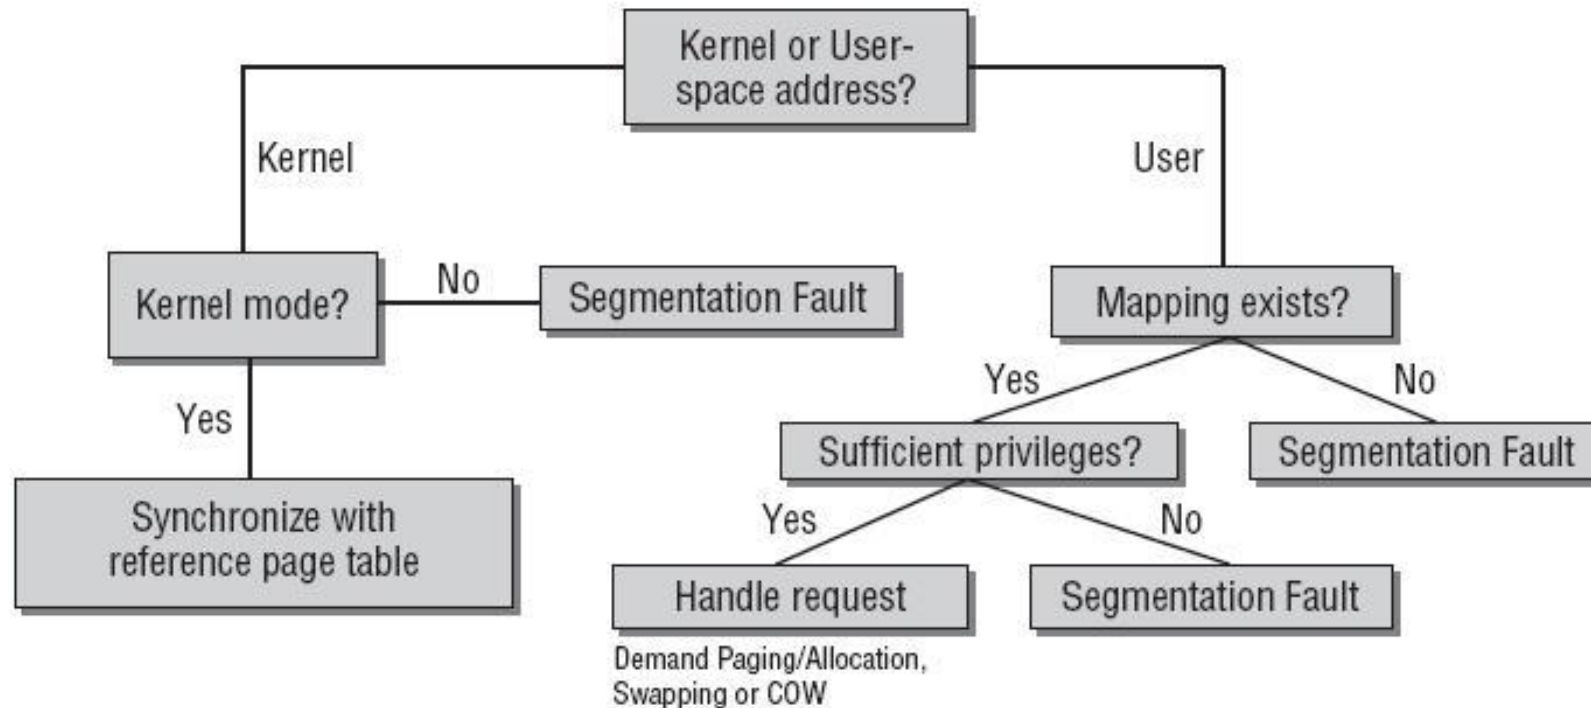 Kernel or User-
space address?
Kernel
User
Kernel mode?
No
Segmentation Fault
Mapping exists?
Yes
No
Yes
Sufficient privileges?
Segmentation Fault
Synchronize with
reference page table
Yes
No
Handle request
Segmentation Fault
Demand Paging/Allocation,
Swapping or COW